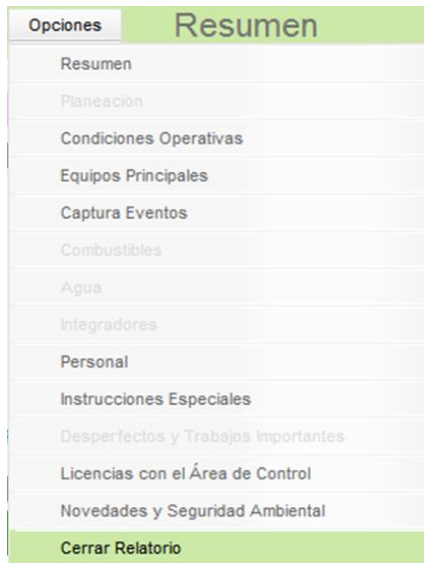 Opciones Resumen
Resumen
Planeacion
Condiciones Operativas
Equipos Principales
Captura Eventos
Combustibles
Agua
Integradores
Personal
Instrucciones Especiales
Desperfectos y Trabajos Importantes
Licencias con el Área de Control
Novedades y Seguridad Ambiental
Cerrar Relatorio